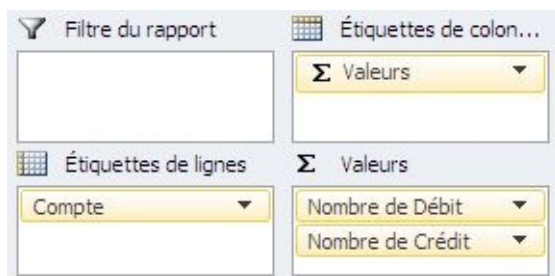 Filtre du rapport
Étiquettes de colon...
Σ Valeurs
Étiquettes de lignes
Σ Valeurs
Compte
Nombre de Débit
Nombre de Crédit